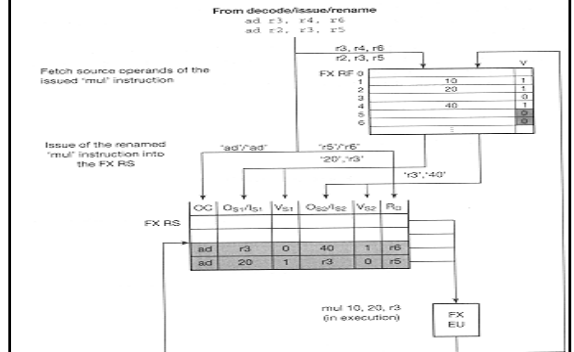 From decode/issue/rename
ad r3, r4, r6
ad r2, r3, r5
r3, r4, r6
r2, r3, r5
V
Fetch source operands of the
issued 'mul' instruction
FX RF 0
1 10 1
2 20 1
3 0
4 40 1
5 0
6 0
Issue of the renamed
'mul' instruction into
the FX RS
'ad'/'ad' 'r5'/'r6'
'20','r3'
'r3','40'
OC OS1/IS1 VS1 OS2/IS2 VS2 RD
FX RS
ad r3 0 40 1 r6
ad 20 1 r3 0 r5
mul 10, 20, r3
(in execution)
FX
EU